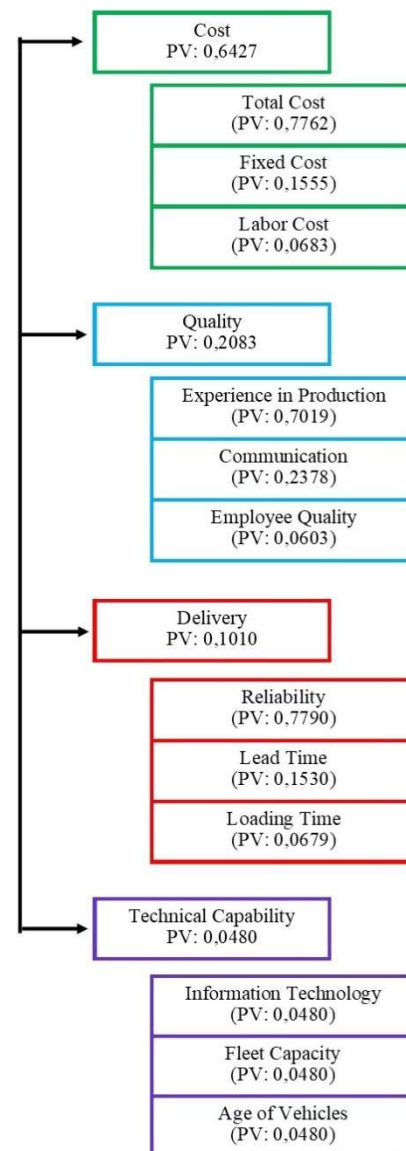 Cost
PV: 0,6427
Total Cost
(PV: 0,7762)
Fixed Cost
(PV: 0,1555)
Labor Cost
(PV: 0,0683)
Quality
PV: 0,2083
Experience in Production
(PV: 0,7019)
Communication
(PV: 0,2378)
Employee Quality
(PV: 0,0603)
Delivery
PV: 0,1010
Reliability
(PV: 0,7790)
Lead Time
(PV: 0,1530)
Loading Time
(PV: 0,0679)
Technical Capability
PV: 0,0480
Information Technology
(PV: 0,0480)
Fleet Capacity
(PV: 0,0480)
Age of Vehicles
(PV: 0,0480)